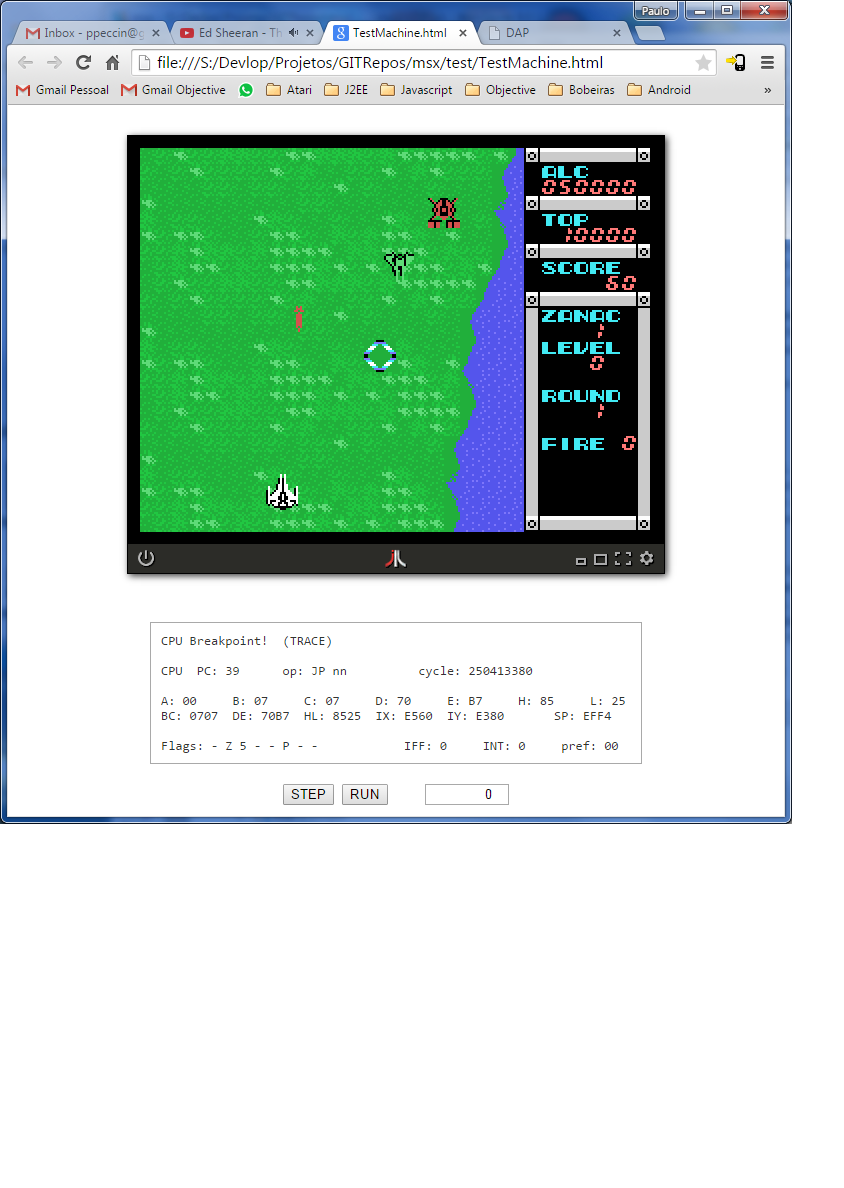 Paulo
Inbox - ppeccin@g
Ed Sheeran - Th
TestMachine.html
DAP
file:///S:/Devlop/Projetos/GITRepos/msx/test/TestMachine.html
Gmail Pessoal Gmail Objective Atari J2EE Javascript Objective Bobeiras Android »
ALC
050000
TOP
10000
SCORE
60
ZANAC
1
LEVEL
0
ROUND
1
FIRE 0
CPU Breakpoint! (TRACE)
CPU PC: 39 op: JP nn cycle: 250413380
A: 00 B: 07 C: 07 D: 70 E: B7 H: 85 L: 25
BC: 0707 DE: 70B7 HL: 8525 IX: E560 IY: E380 SP: EFF4
Flags: - Z 5 - - P - - IFF: 0 INT: 0 pref: 00
STEP RUN 0